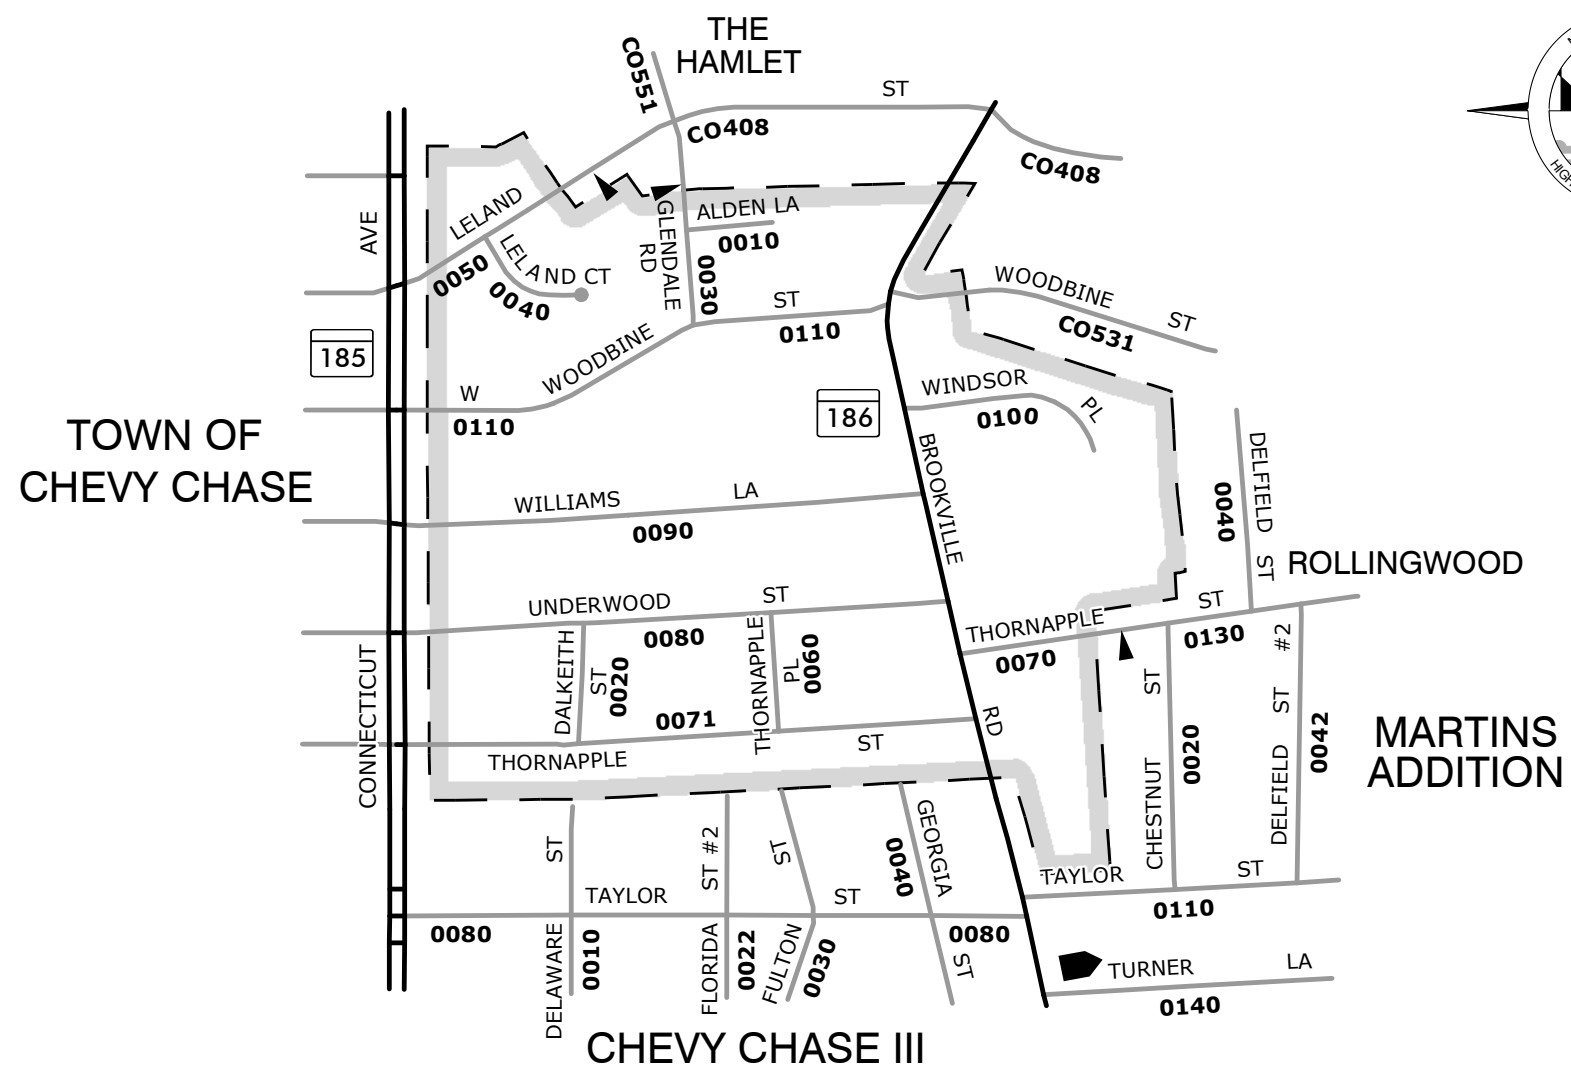 THE
HAMLET
CO551
ST
CO408
CO408
LELAND
0050
LELAND CT
0040
GLENDALE
RD
0030
ALDEN LA
0010
AVE
185
WOODBINE
ST
CO531
W
WOODBINE
ST
0110
0110
WINDSOR
PL
0100
186
TOWN OF
CHEVY CHASE
BROOKVILLE
RD
WILLIAMS
LA
0090
DELFIELD
ST
0040
ROLLINGWOOD
UNDERWOOD
ST
0080
DALKEITH
ST
0020
THORNAPPLE
PL
0060
THORNAPPLE
ST
0070
0130
0071
THORNAPPLE
ST
CONNECTICUT
CHESTNUT
ST
0020
DELFIELD
ST
#2
0042
MARTINS
ADDITION
TAYLOR
ST
0110
TAYLOR
ST
0080
0080
DELAWARE
ST
0010
FLORIDA
ST #2
0022
FULTON
ST
0030
GEORGIA
ST
0040
TURNER
LA
0140
CHEVY CHASE III